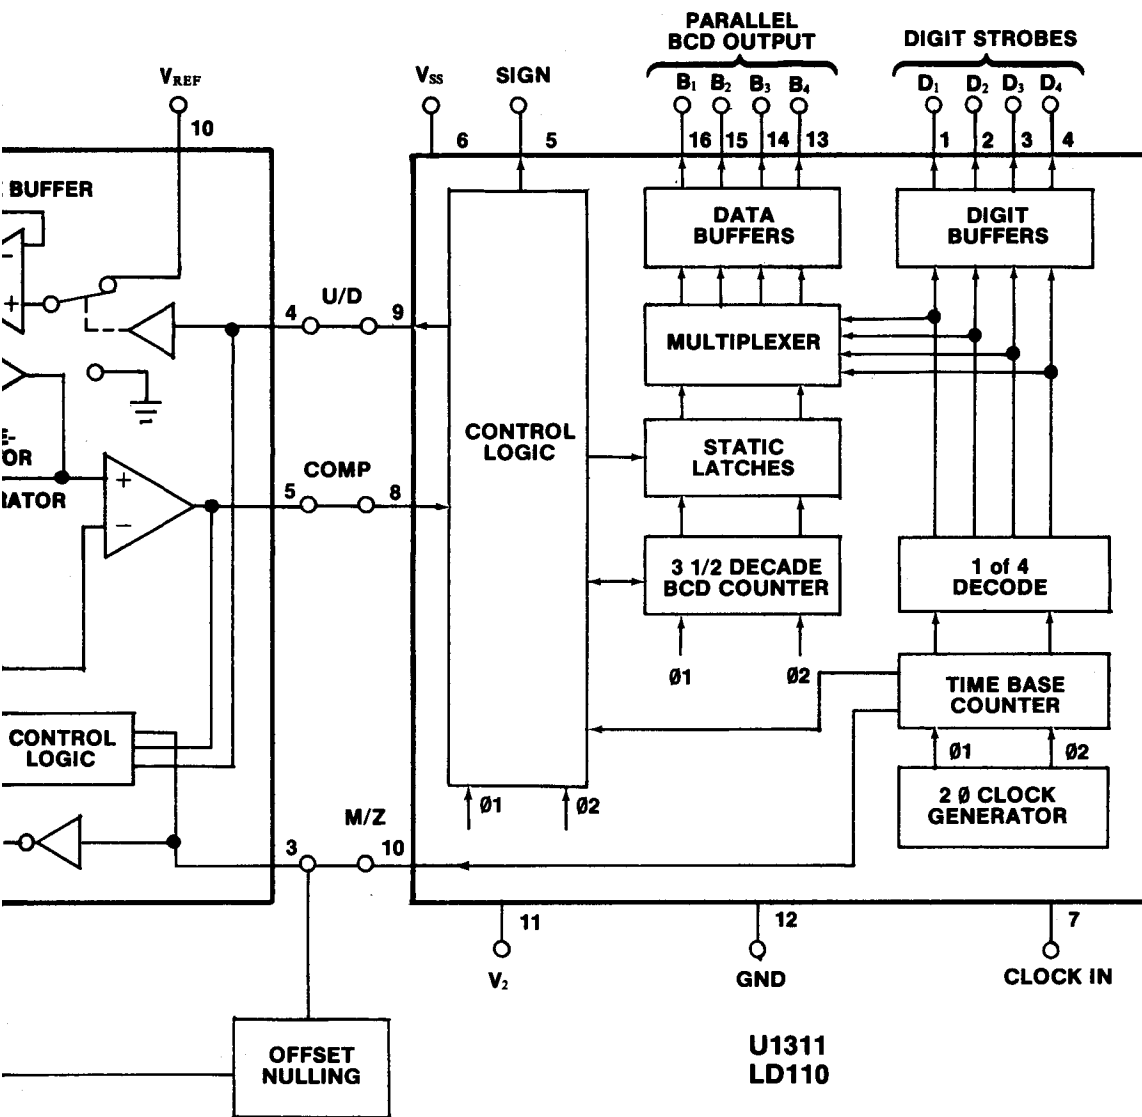 PARALLEL
BCD OUTPUT
DIGIT STROBES
VREF
VSS
SIGN
B1 B2 B3 B4
D1 D2 D3 D4
10
6
5
16 15 14 13
1 2 3 4
BUFFER
DATA
BUFFERS
DIGIT
BUFFERS
−
+
U/D
4
9
MULTIPLEXER
CONTROL
LOGIC
STATIC
LATCHES
E-
OR
RATOR
+
−
COMP
5
8
3 1/2 DECADE
BCD COUNTER
1 of 4
DECODE
Ø1
Ø2
TIME BASE
COUNTER
CONTROL
LOGIC
Ø1
Ø2
2 Ø CLOCK
GENERATOR
Ø1
Ø2
M/Z
3
10
11
12
7
V2
GND
CLOCK IN
OFFSET
NULLING
U1311
LD110